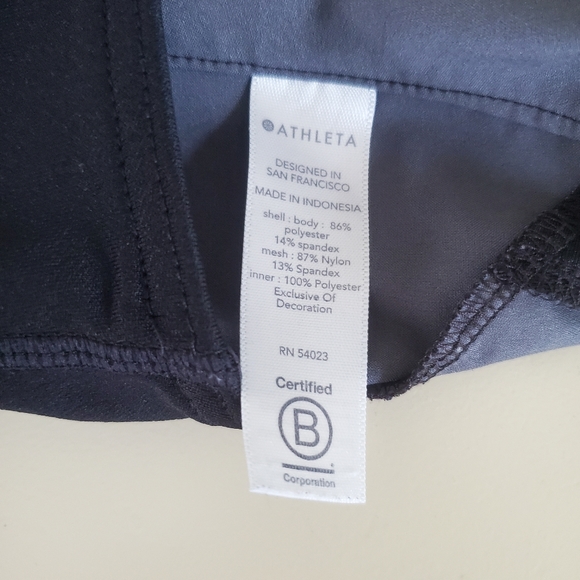 ATHLETA
DESIGNED IN
SAN FRANCISCO
MADE IN INDONESIA
shell : body : 86%
polyester
14% spandex
mesh : 87% Nylon
13% Spandex
inner : 100% Polyester
Exclusive Of
Decoration
RN 54023
Certified
B
Corporation